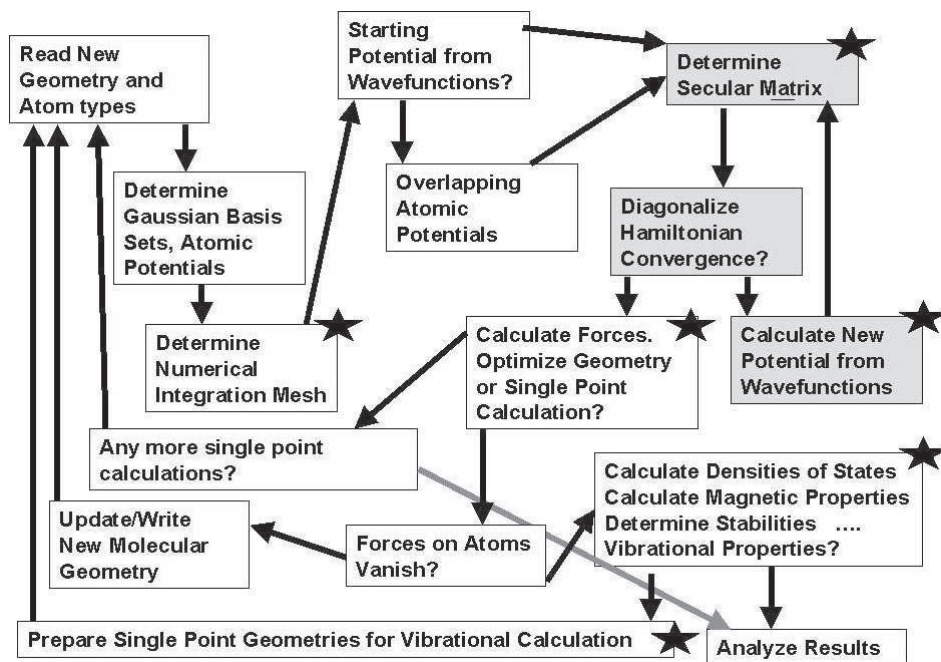 Read New
Geometry and
Atom types
Starting
Potential from
Wavefunctions?
Determine
Secular Matrix
Determine
Gaussian Basis
Sets, Atomic
Potentials
Overlapping
Atomic
Potentials
Diagonalize
Hamiltonian
Convergence?
Determine
Numerical
Integration Mesh
Calculate Forces.
Optimize Geometry
or Single Point
Calculation?
Calculate New
Potential from
Wavefunctions
Any more single point
calculations?
Calculate Densities of States
Calculate Magnetic Properties
Determine Stabilities ....
Vibrational Properties?
Update/Write
New Molecular
Geometry
Forces on Atoms
Vanish?
Prepare Single Point Geometries for Vibrational Calculation
Analyze Results